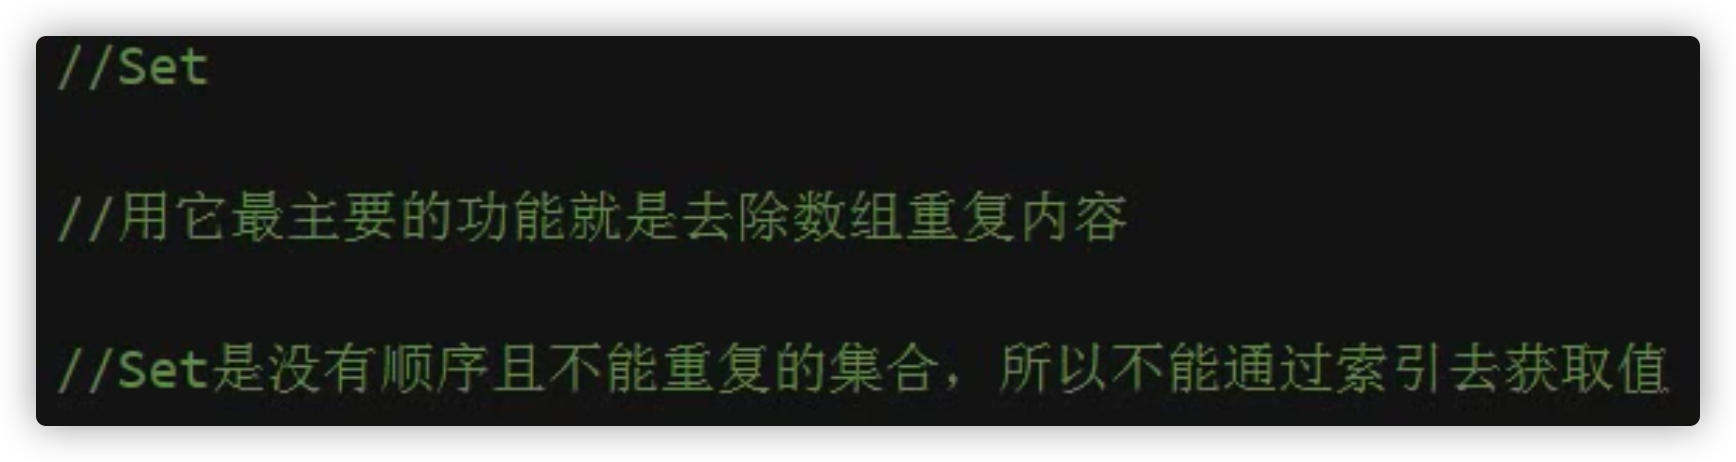 //Set
//用它最主要的功能就是去除数组重复内容
//Set是没有顺序且不能重复的集合，所以不能通过索引去获取值